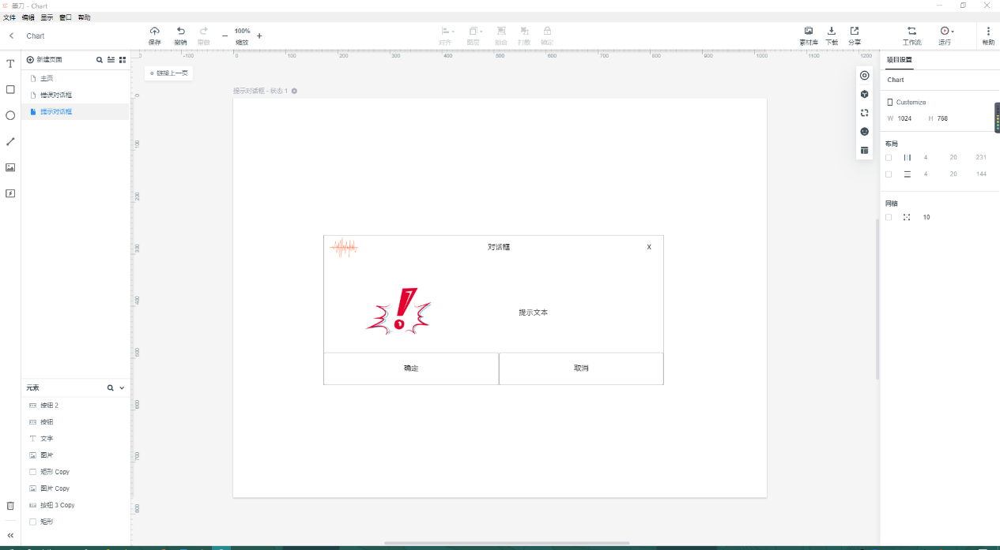 墨刀 - Chart
文件 编辑 显示 窗口 帮助
Chart
保存 撤销 重做 100% 缩放 对齐 图层 组合 打散 锁定 素材库 下载 分享 工作流 运行 帮助
新建页面
主页
错误对话框
提示对话框
链接上一页
-100 0 100 200 300 400 500 600 700 800 900 1000 1100 1200
0
100
200
300
400
500
600
700
800
提示对话框 - 状态 1
对话框 X
提示文本
确定 取消
元素
按钮 2
按钮
文字
图片
矩形 Copy
图片 Copy
按钮 3 Copy
矩形
项目设置
Chart
Customize
W 1024 H 768
布局
4 20 231
4 20 144
网格
10